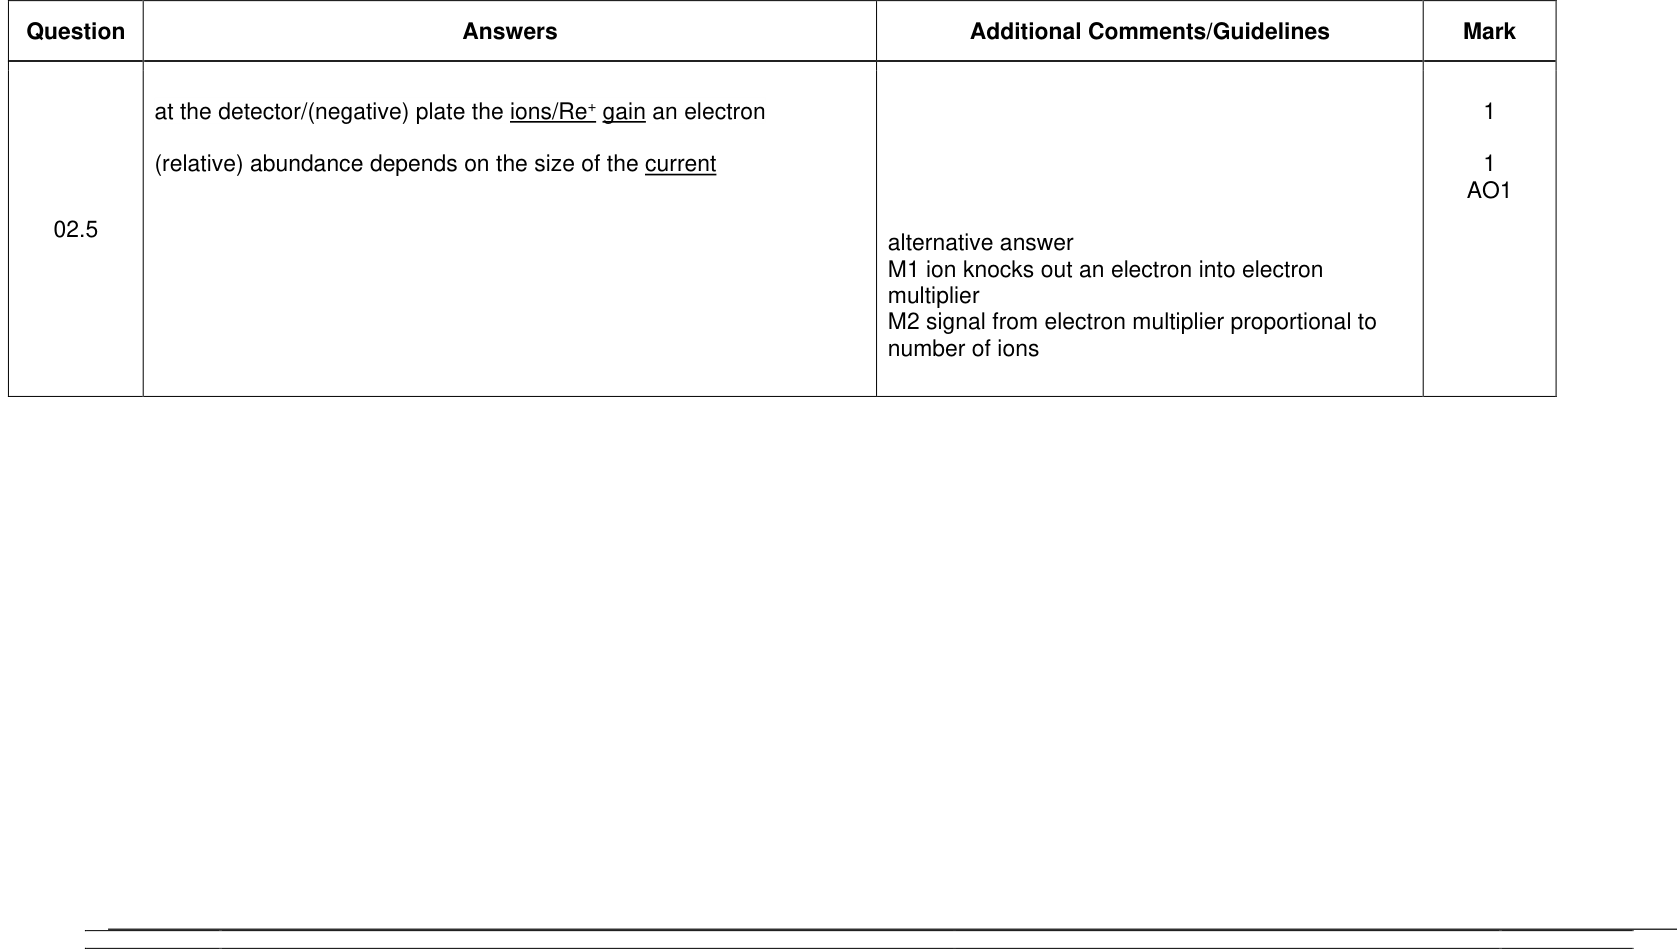 Question Answers Additional Comments/Guidelines Mark
at the detector/(negative) plate the ions/Re⁺ gain an electron 1
(relative) abundance depends on the size of the current 1
AO1
02.5
alternative answer
M1 ion knocks out an electron into electron
multiplier
M2 signal from electron multiplier proportional to
number of ions